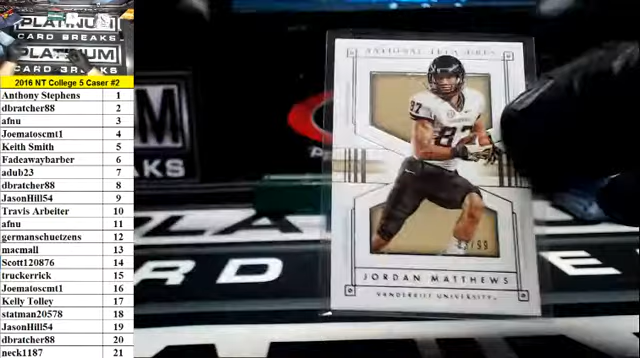 PLATINUM
CARD BREAKS
PLATINUM
CARD BREAKS
2016 NT College 5 Caser #2
Anthony Stephens 1
dbratcher88 2
afnu 3
Joematoscmt1 4
Keith Smith 5
Fadeawaybarber 6
adub23 7
dbratcher88 8
JasonHill54 9
Travis Arbeiter 10
afnu 11
germanschuetzens 12
macmall 13
Scott120876 14
truckerrick 15
Joematoscmt1 16
Kelly Tolley 17
statman20578 18
JasonHill54 19
dbratcher88 20
neck1187 21
NATIONAL TREASURES
87
/99
JORDAN MATTHEWS
VANDERBILT UNIVERSITY
AKS